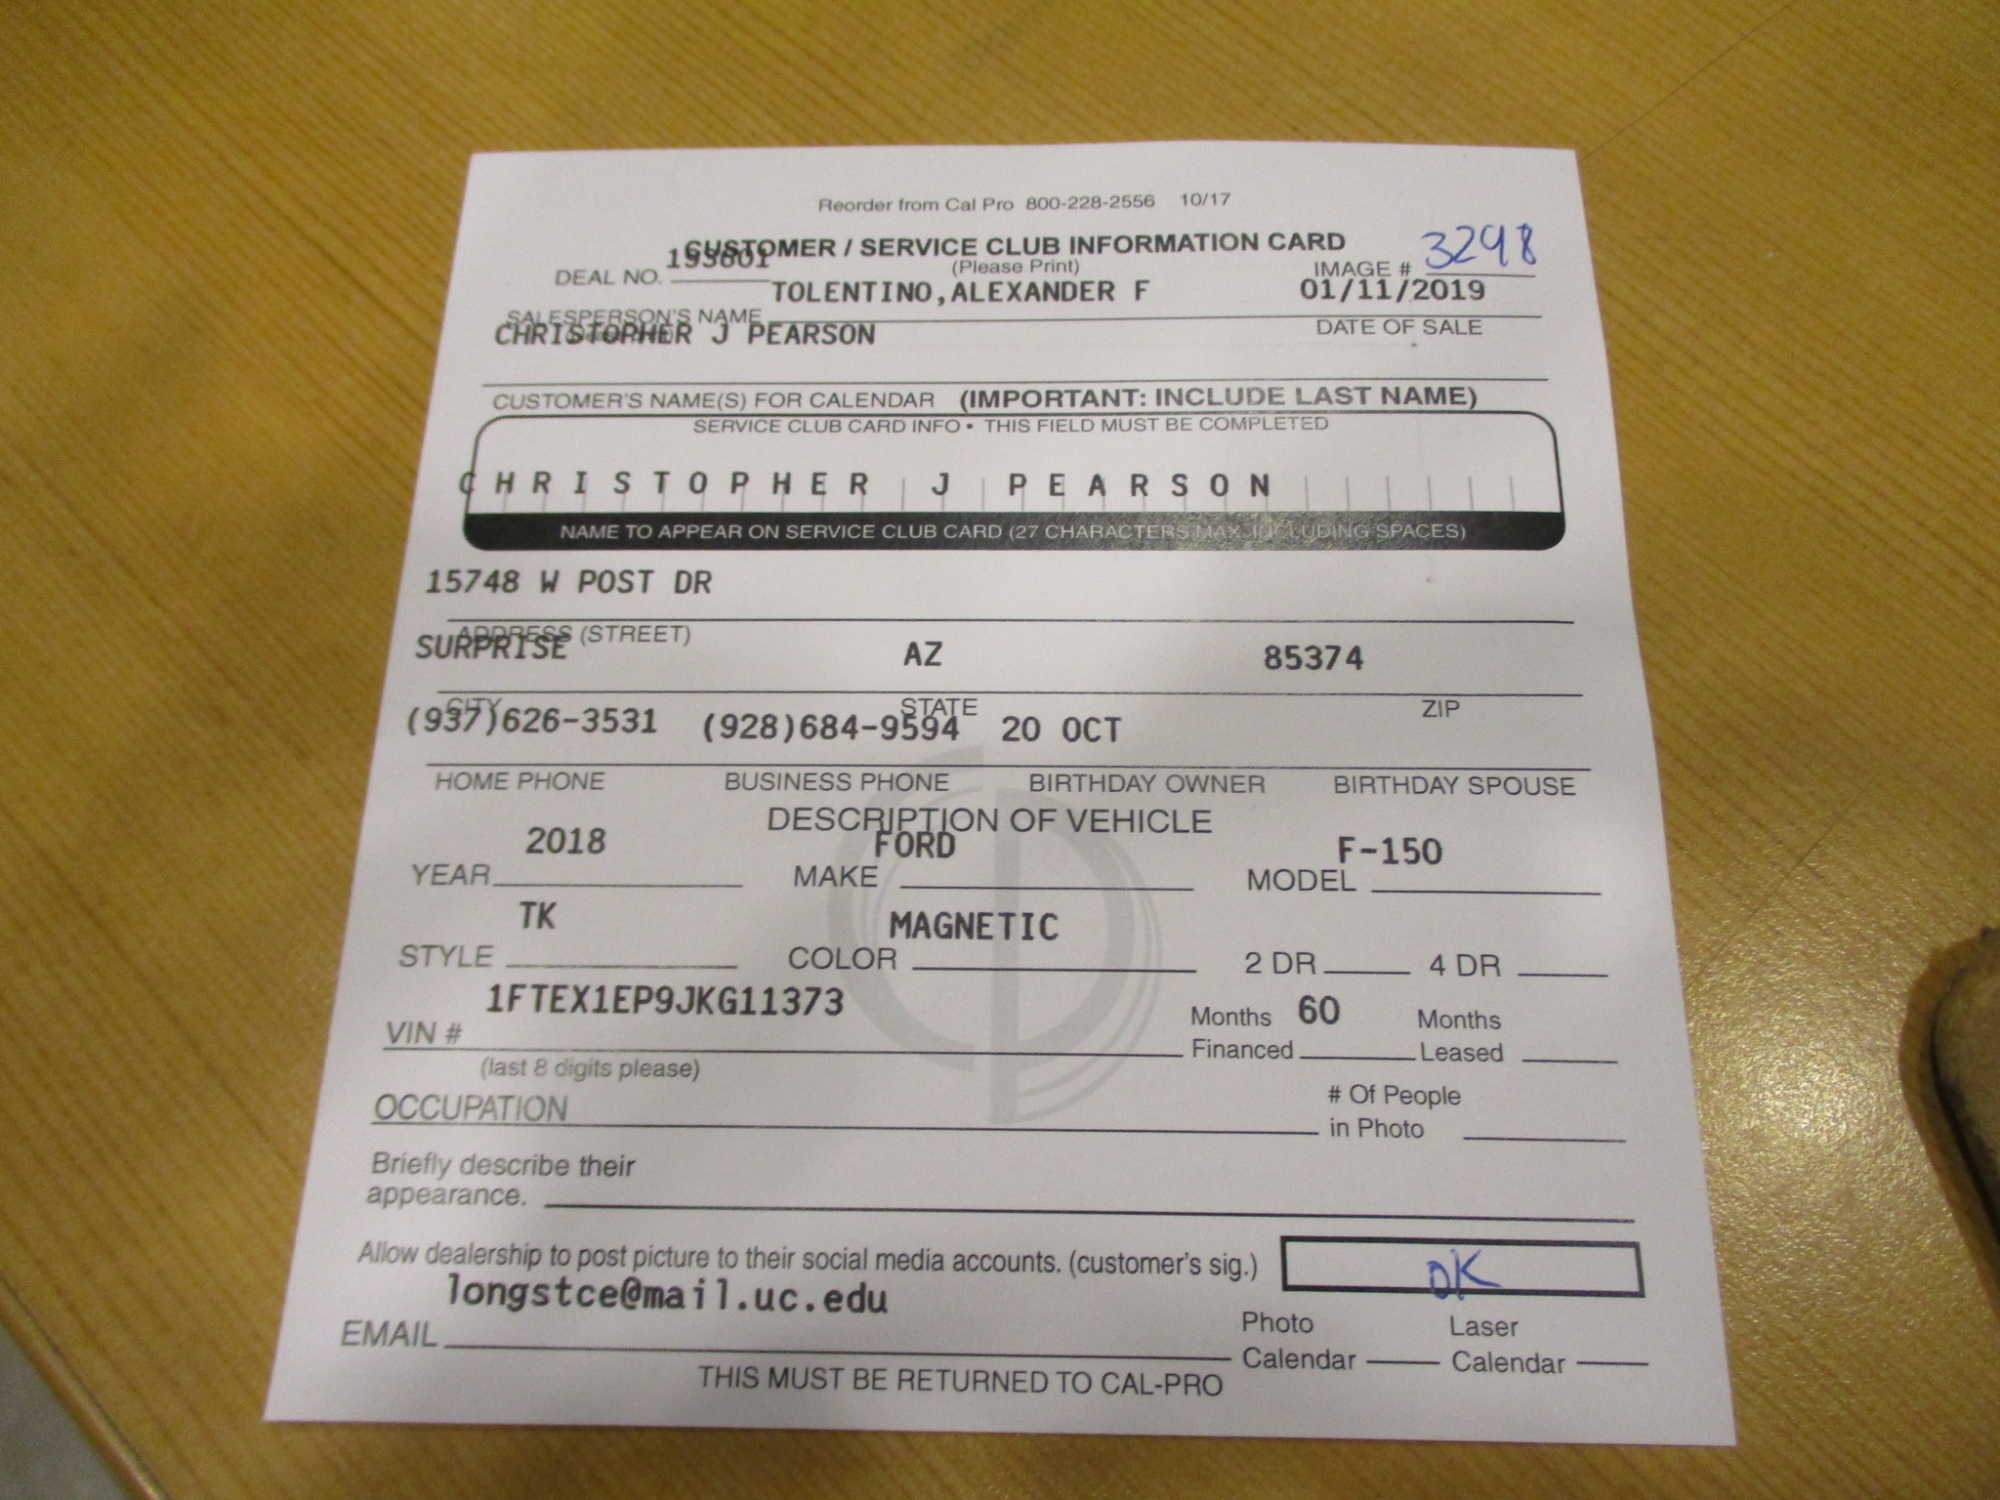 Reorder from Cal Pro 800-228-2556 10/17
CUSTOMER / SERVICE CLUB INFORMATION CARD
(Please Print)
DEAL NO. 193601 IMAGE # 3298
TOLENTINO,ALEXANDER F 01/11/2019
SALESPERSON'S NAME DATE OF SALE
CHRISTOPHER J PEARSON
CUSTOMER'S NAME(S) FOR CALENDAR (IMPORTANT: INCLUDE LAST NAME)
SERVICE CLUB CARD INFO • THIS FIELD MUST BE COMPLETED
CHRISTOPHER J PEARSON
NAME TO APPEAR ON SERVICE CLUB CARD (27 CHARACTERS MAX. INCLUDING SPACES)
15748 W POST DR
ADDRESS (STREET)
SURPRISE AZ 85374
CITY STATE ZIP
(937)626-3531 (928)684-9594 20 OCT
HOME PHONE BUSINESS PHONE BIRTHDAY OWNER BIRTHDAY SPOUSE
DESCRIPTION OF VEHICLE
2018 FORD F-150
YEAR MAKE MODEL
TK MAGNETIC
STYLE COLOR 2 DR 4 DR
1FTEX1EP9JKG11373 Months 60 Months
VIN # Financed Leased
(last 8 digits please)
OCCUPATION # Of People
in Photo
Briefly describe their
appearance.
Allow dealership to post picture to their social media accounts. (customer's sig.) OK
longstce@mail.uc.edu
EMAIL Photo Laser
Calendar Calendar
THIS MUST BE RETURNED TO CAL-PRO